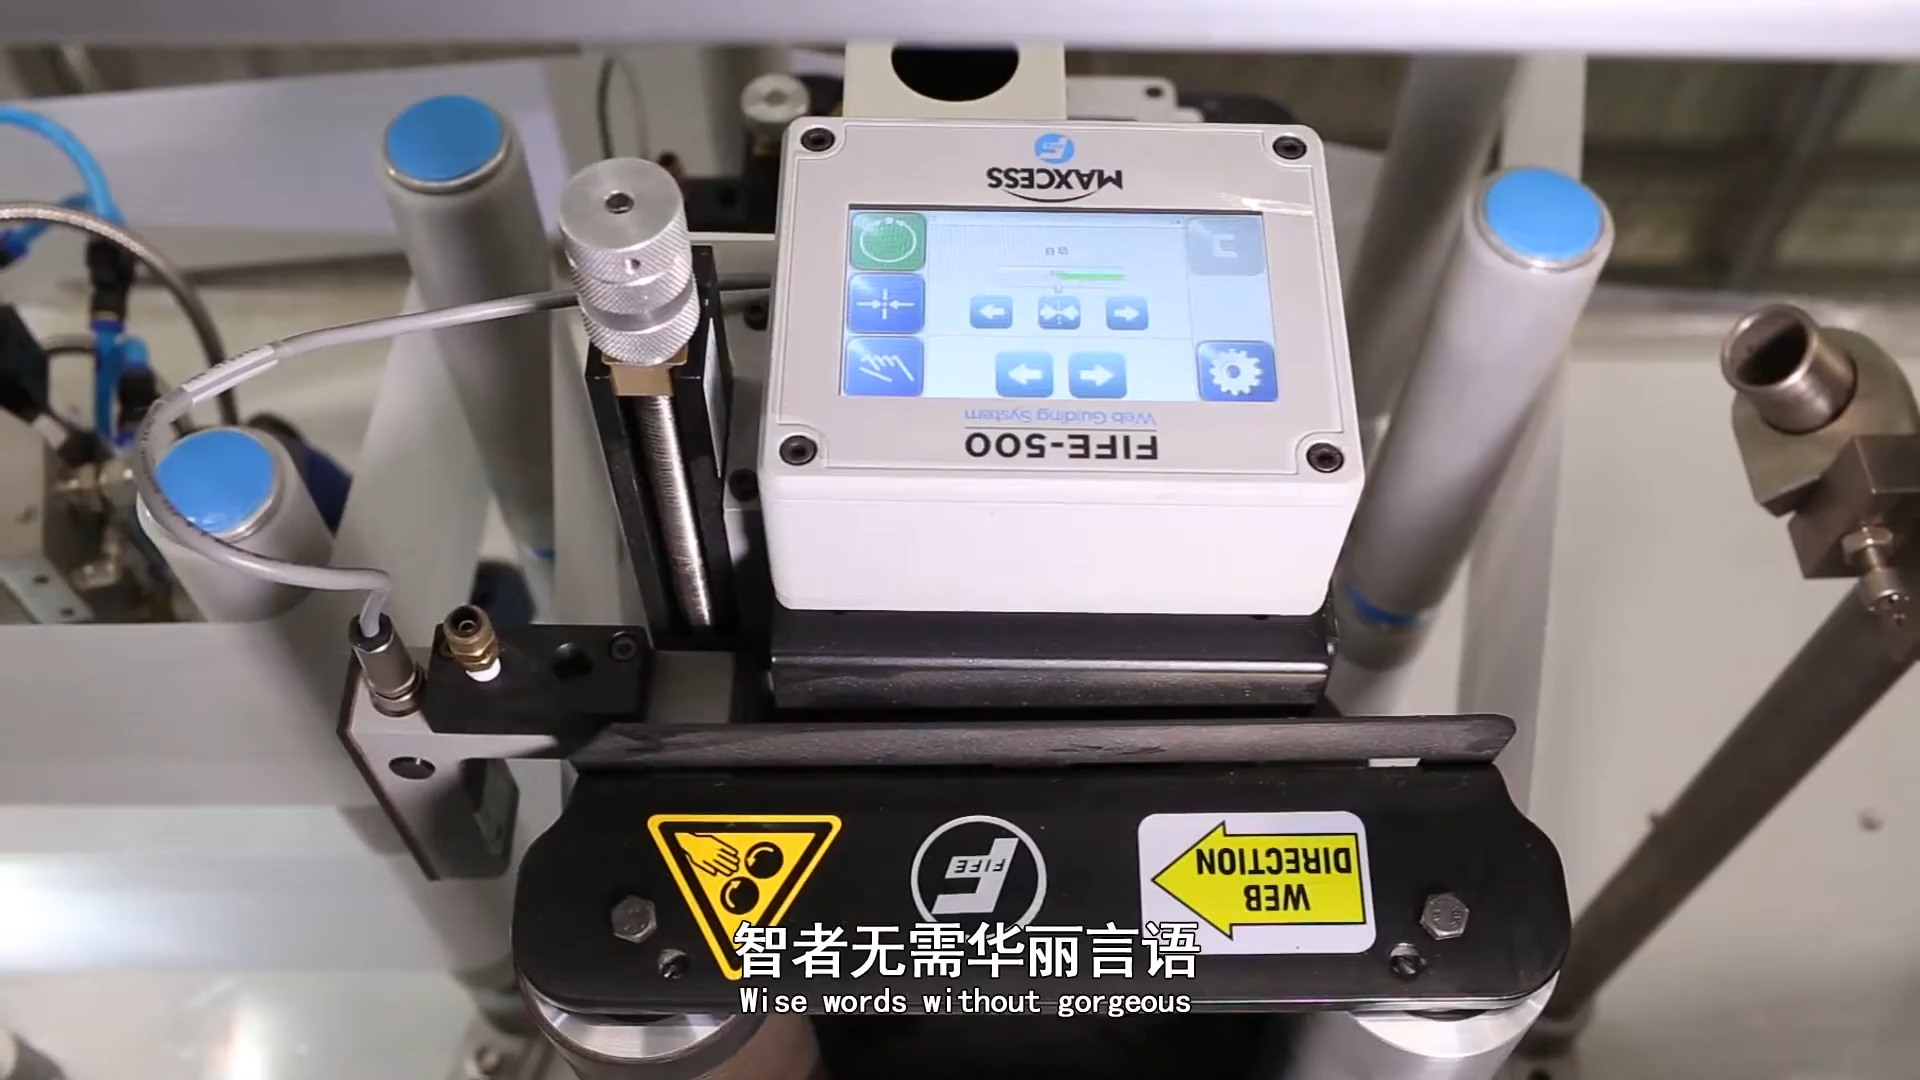 MAXCESS
Web Guiding System
FIFE-500
FIFE
WEB
DIRECTION
智者无需华丽言语
Wise words without gorgeous